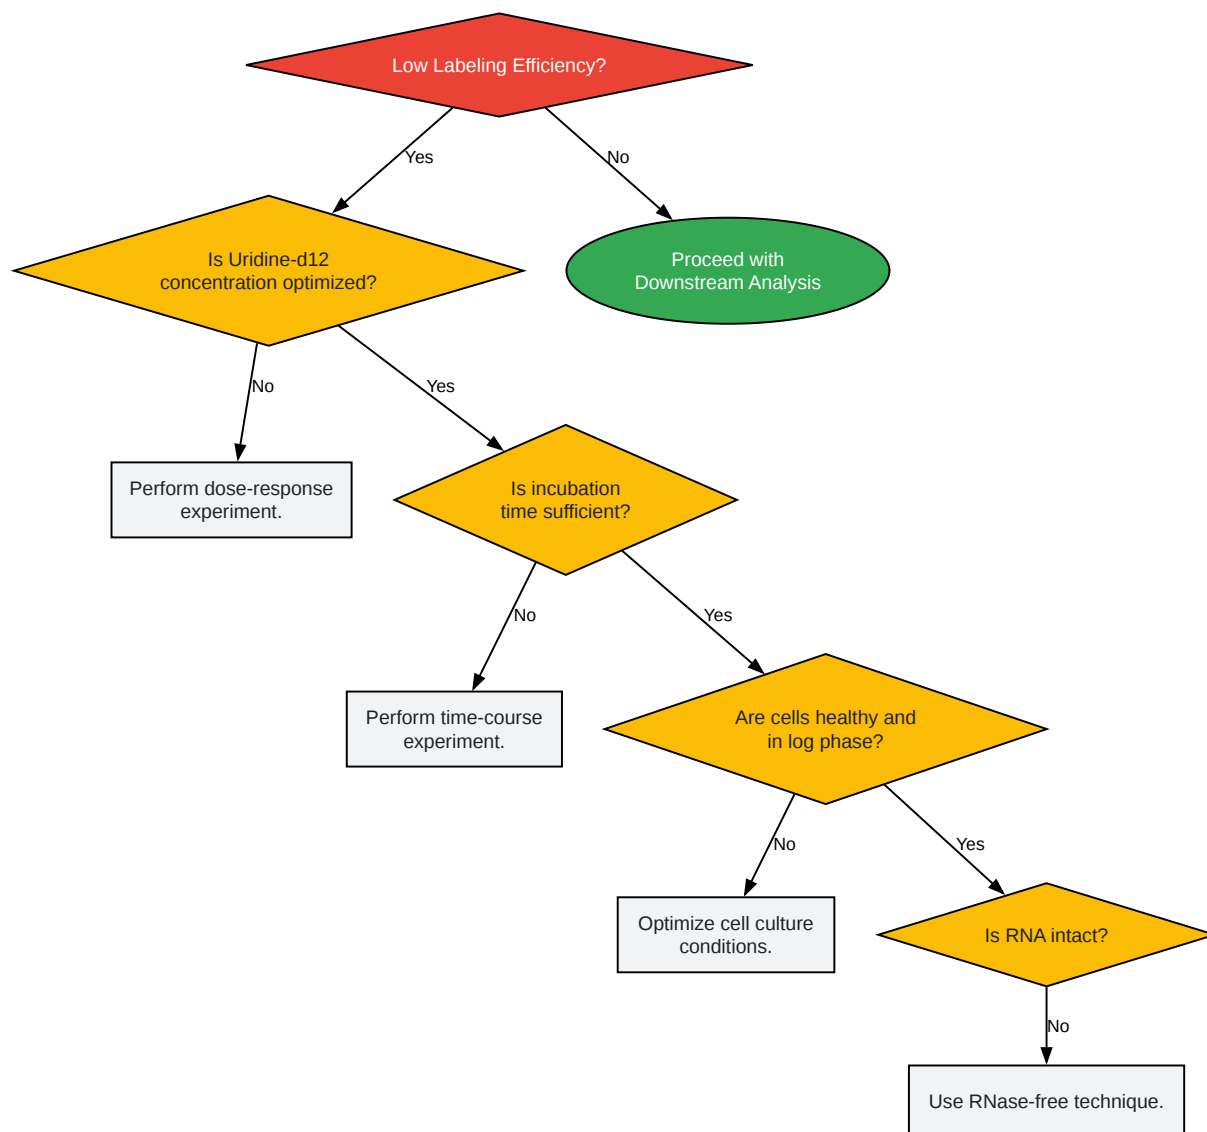 Low Labeling Efficiency?
Yes
No
Is Uridine-d12
concentration optimized?
Proceed with
Downstream Analysis
No
Yes
Perform dose-response
experiment.
Is incubation
time sufficient?
No
Yes
Perform time-course
experiment.
Are cells healthy and
in log phase?
No
Yes
Optimize cell culture
conditions.
Is RNA intact?
No
Use RNase-free technique.